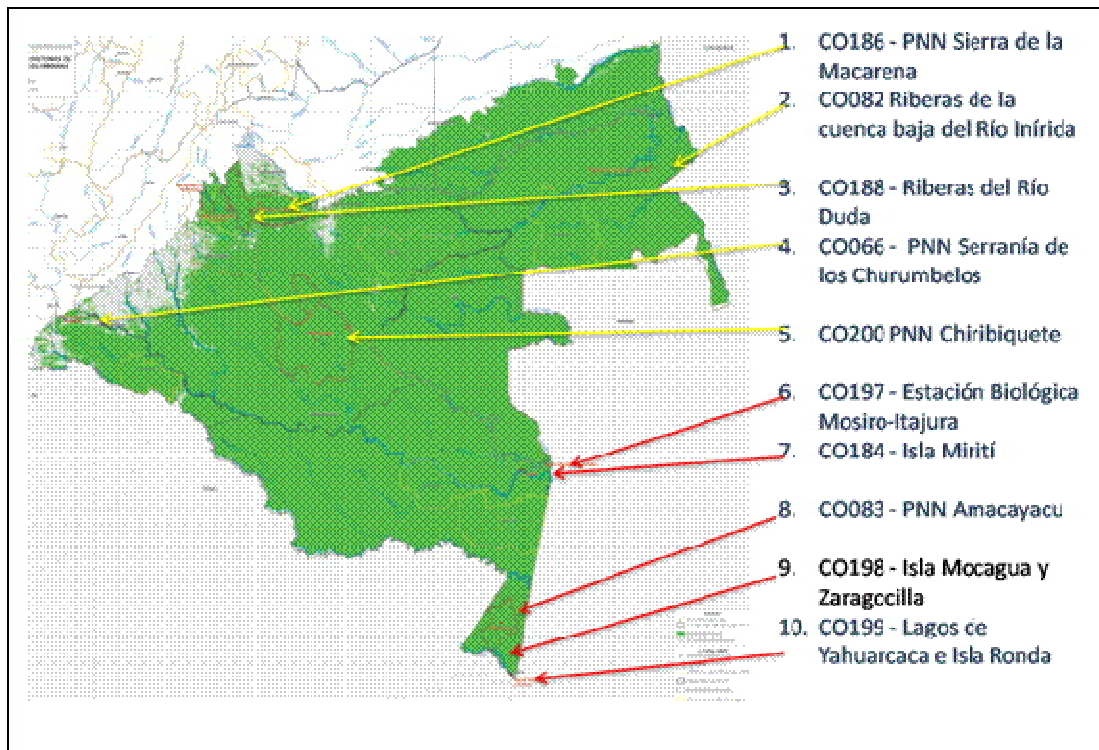 1. CO186 - PNN Sierra de la
Macarena
2. CO082 Riberas de la
cuenca baja del Río Inírida
3. CO188 - Riberas del Río
Duda
4. CO066 - PNN Serranía de
los Churumbelos
5. CO200 PNN Chiribiquete
6. CO197 - Estación Biológica
Mosiro-Itajura
7. CO184 - Isla Mirití
8. CO083 - PNN Amacayacu
9. CO198 - Isla Mocagua y
Zaragocilla
10. CO199 - Lagos de
Yahuarcaca e Isla Ronda